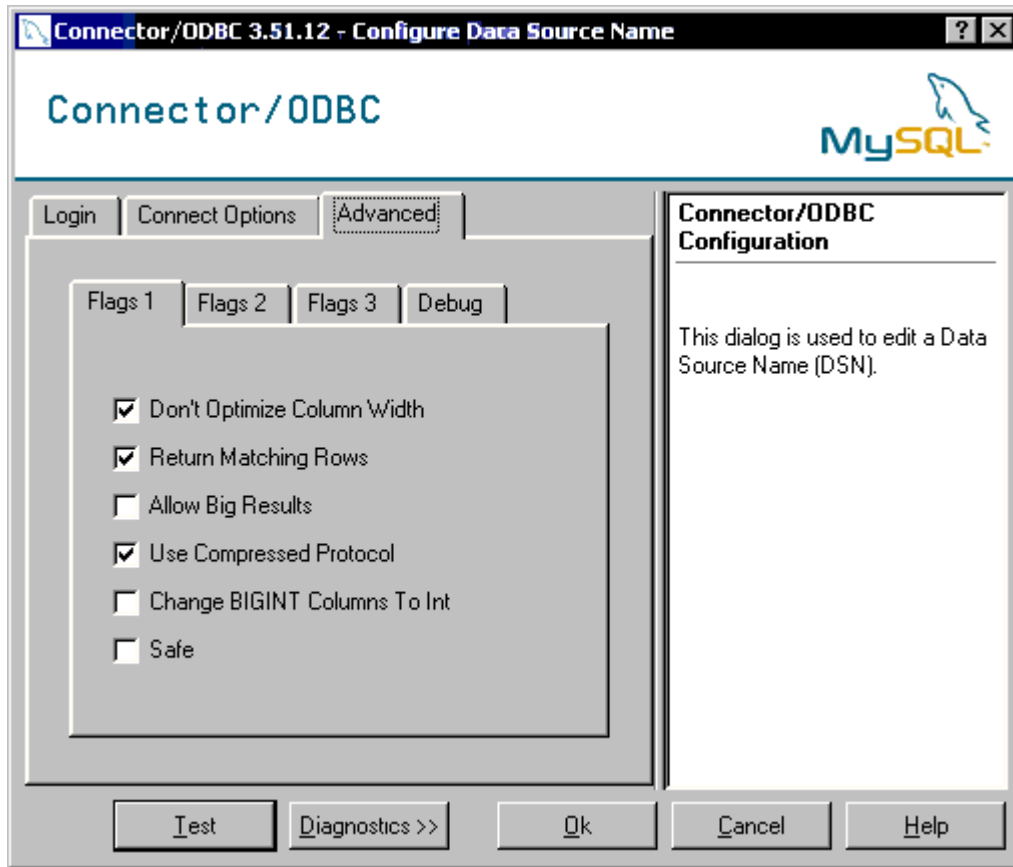 Connector/ODBC 3.51.12 - Configure Data Source Name
Connector/ODBC
MySQL
Login
Connect Options
Advanced
Flags 1
Flags 2
Flags 3
Debug
Don't Optimize Column Width
Return Matching Rows
Allow Big Results
Use Compressed Protocol
Change BIGINT Columns To Int
Safe
Connector/ODBC
Configuration
This dialog is used to edit a Data
Source Name (DSN).
Test
Diagnostics >>
Ok
Cancel
Help